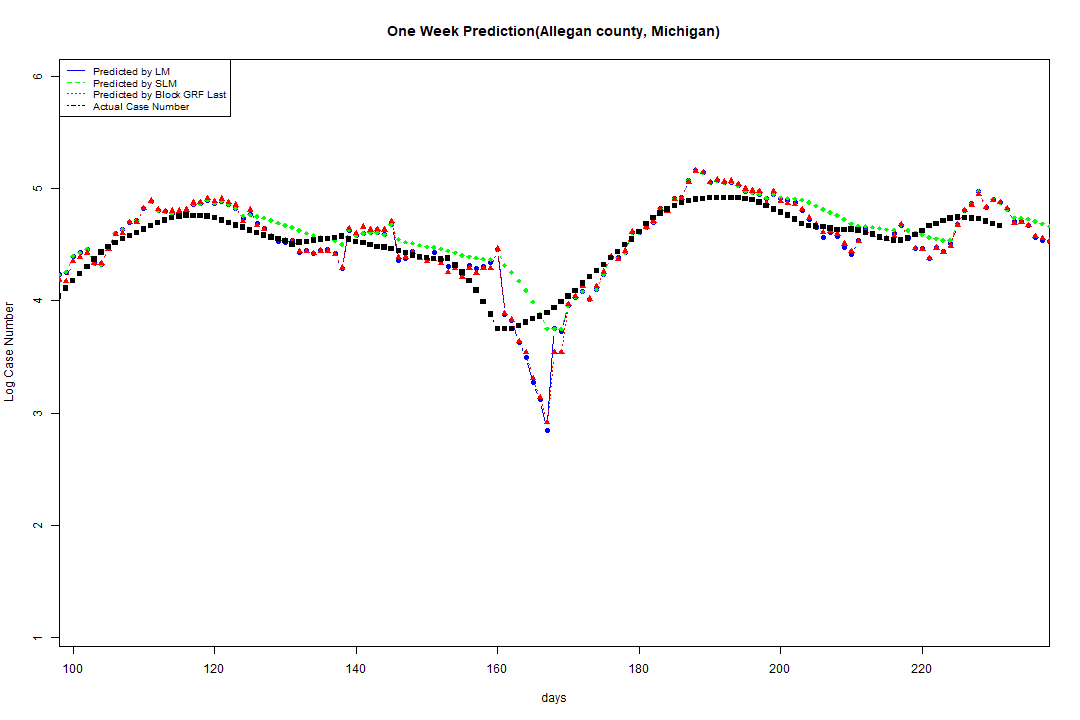 One Week Prediction(Allegan county, Michigan)
Predicted by LM
Predicted by SLM
Predicted by Block GRF Last
Actual Case Number
6
5
4
3
2
1
Log Case Number
100 120 140 160 180 200 220
days